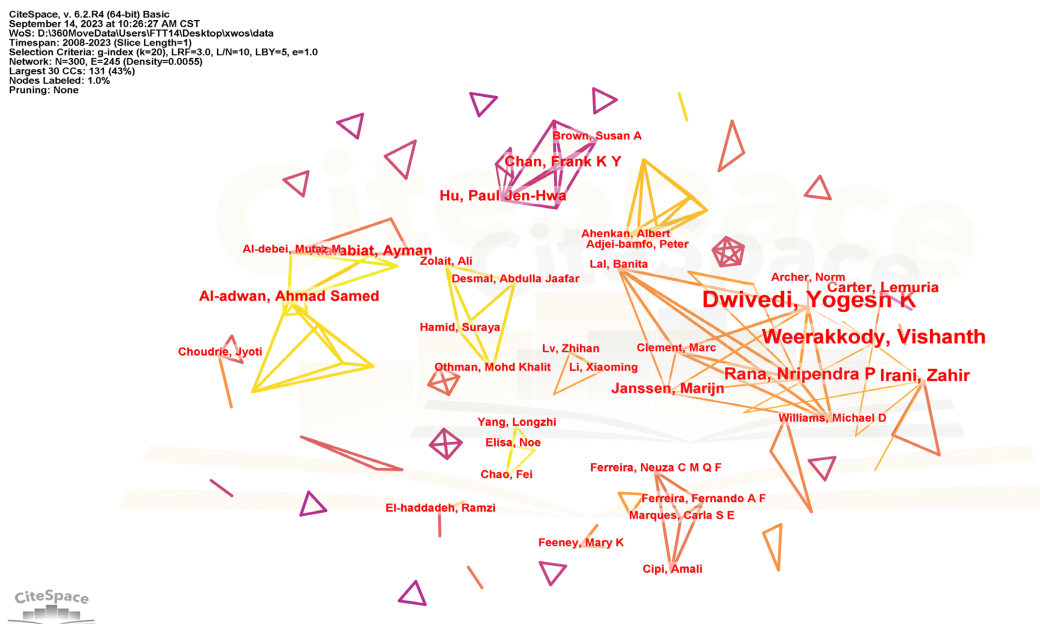 CiteSpace, v. 6.2.R4 (64-bit) Basic
September 14, 2023 at 10:26:27 AM CST
WoS: D:\360MoveData\Users\FTT14\Desktop\xwos\data
Timespan: 2008-2023 (Slice Length=1)
Selection Criteria: g-index (k=20), LRF=3.0, L/N=10, LBY=5, e=1.0
Network: N=300, E=245 (Density=0.0055)
Largest 30 CCs: 131 (43%)
Nodes Labeled: 1.0%
Pruning: None
Brown, Susan A
Chan, Frank K Y
Hu, Paul Jen-Hwa
Ahenkan, Albert
Adjei-bamfo, Peter
Al-debei, Mutaz M
Ayman
Zolait, Ali
Lal, Banita
Desmal, Abdulla Jaafar
Archer, Norm
Carter, Lemuria
Al-adwan, Ahmad Samed
Dwivedi, Yogesh K
Hamid, Suraya
Weerakkody, Vishanth
Choudrie, Jyoti
Lv, Zhihan
Clement, Marc
Othman, Mohd Khalit
Li, Xiaoming
Rana, Nripendra P
Irani, Zahir
Janssen, Marijn
Williams, Michael D
Yang, Longzhi
Elisa, Noe
Chao, Fei
Ferreira, Neuza C M Q F
Ferreira, Fernando A F
El-haddadeh, Ramzi
Marques, Carla S E
Feeney, Mary K
Cipi, Amali
CiteSpace
CiteSpace
CiteSpace